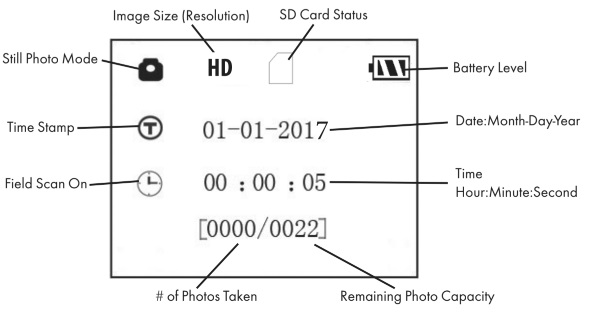 Image Size (Resolution)
SD Card Status
Still Photo Mode
HD
Battery Level
Time Stamp
T
01-01-2017
Date:Month-Day-Year
Field Scan On
00 : 00 : 05
Time
Hour:Minute:Second
[0000/0022]
# of Photos Taken
Remaining Photo Capacity